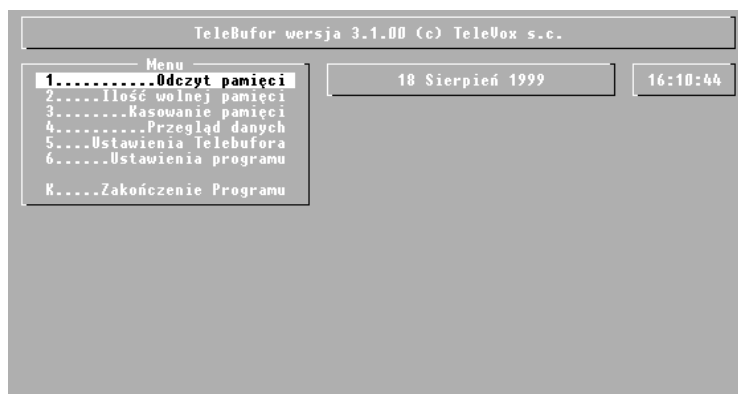 TeleBufor wersja 3.1.00 (c) TeleVox s.c.
Menu
1...........Odczyt pamięci
2.....Ilość wolnej pamięci
3........Kasowanie pamięci
4..........Przegląd danych
5....Ustawienia Telebufora
6......Ustawienia programu
K.....Zakończenie Programu
18 Sierpień 1999
16:10:44